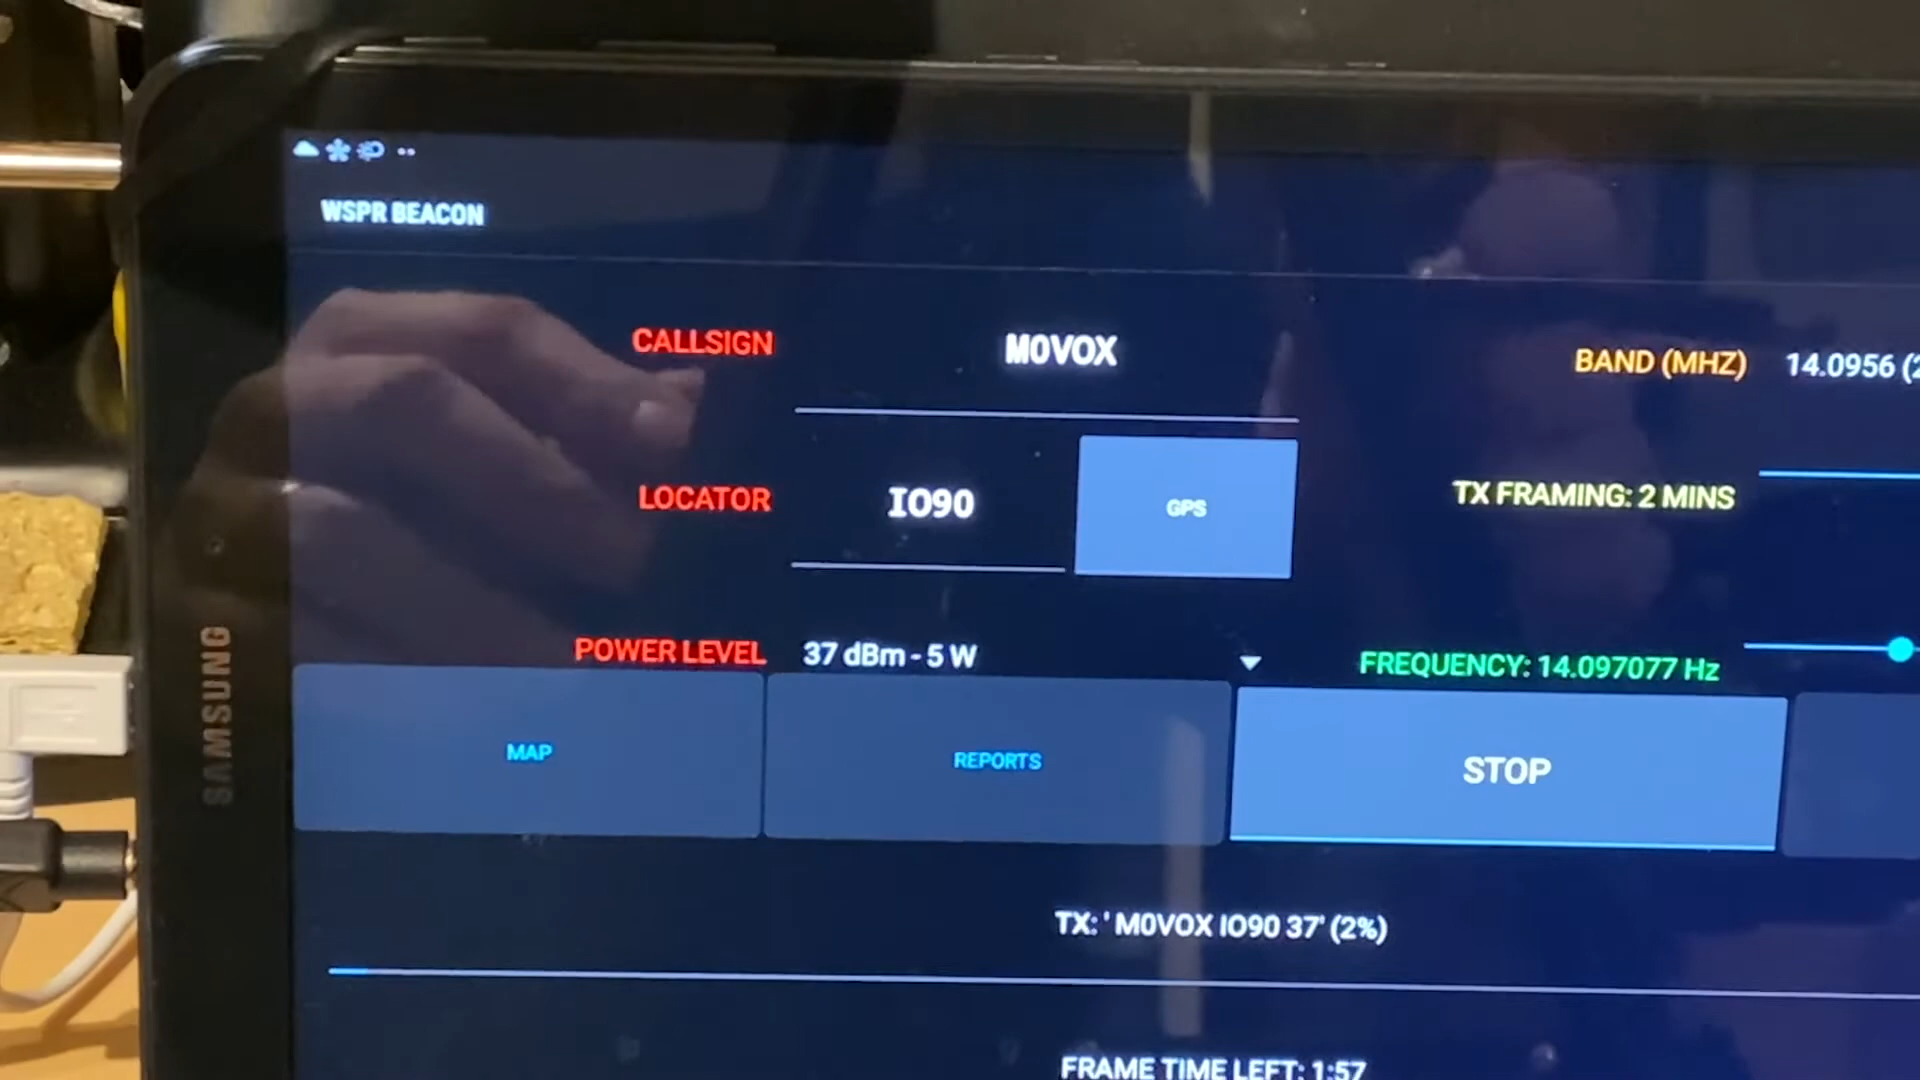 WSPR BEACON
CALLSIGN M0VOX
BAND (MHZ) 14.0956
LOCATOR IO90 GPS
TX FRAMING: 2 MINS
POWER LEVEL 37 dBm - 5 W
FREQUENCY: 14.097077 Hz
MAP
REPORTS
STOP
TX: ' M0VOX IO90 37' (2%)
FRAME TIME LEFT: 1:57
SAMSUNG